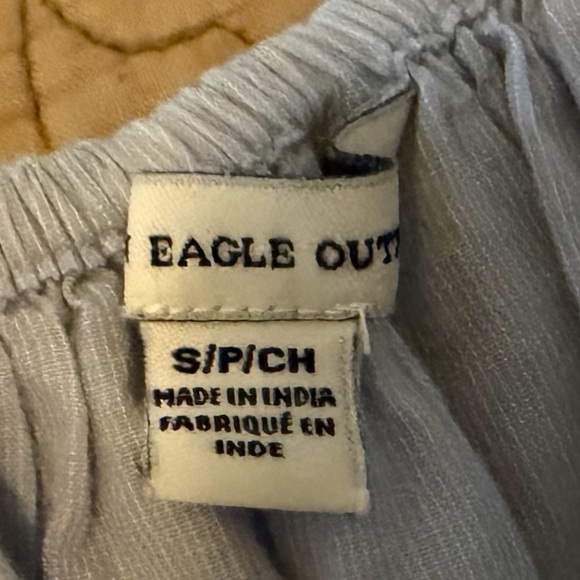 EAGLE OUT
S/P/CH
MADE IN INDIA
FABRIQUÉ EN
INDE